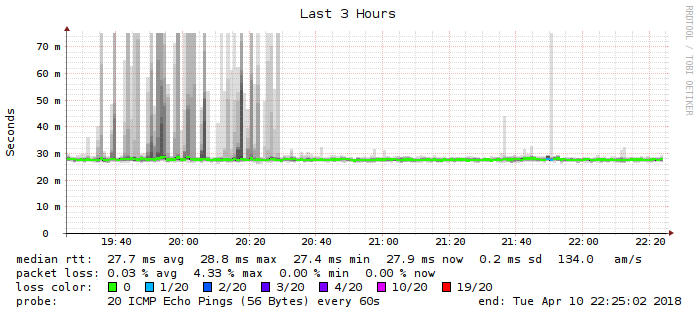 Last 3 Hours
RRDTOOL / TOBI OETIKER
Seconds
70 m
60 m
50 m
40 m
30 m
20 m
10 m
0
19:40 20:00 20:20 20:40 21:00 21:20 21:40 22:00 22:20
median rtt: 27.7 ms avg 28.8 ms max 27.4 ms min 27.9 ms now 0.2 ms sd 134.0 am/s
packet loss: 0.03 % avg 4.33 % max 0.00 % min 0.00 % now
loss color: 0 1/20 2/20 3/20 4/20 10/20 19/20
probe: 20 ICMP Echo Pings (56 Bytes) every 60s end: Tue Apr 10 22:25:02 2018